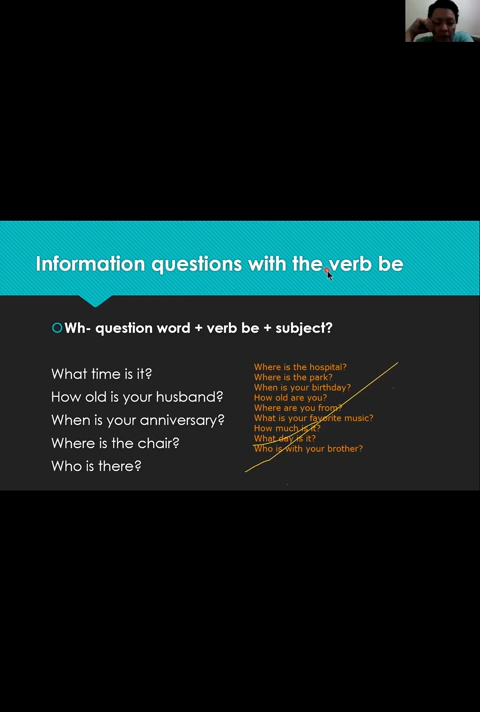 Information questions with the verb be
Wh- question word + verb be + subject?
What time is it?
How old is your husband?
When is your anniversary?
Where is the chair?
Who is there?
Where is the hospital?
Where is the park?
When is your birthday?
How old are you?
Where are you from?
What is your favorite music?
How much is it?
What day is it?
Who is with your brother?